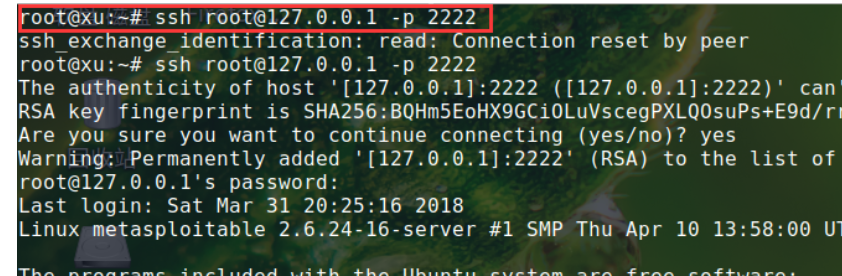 root@xu:~# ssh root@127.0.0.1 -p 2222
ssh_exchange_identification: read: Connection reset by peer
root@xu:~# ssh root@127.0.0.1 -p 2222
The authenticity of host '[127.0.0.1]:2222 ([127.0.0.1]:2222)' can'
RSA key fingerprint is SHA256:BQHm5EoHX9GCiOLuVscegPXLQOsuPs+E9d/rr
Are you sure you want to continue connecting (yes/no)? yes
Warning: Permanently added '[127.0.0.1]:2222' (RSA) to the list of
root@127.0.0.1's password:
Last login: Sat Mar 31 20:25:16 2018
Linux metasploitable 2.6.24-16-server #1 SMP Thu Apr 10 13:58:00 UT
The programs included with the Ubuntu system are free software;